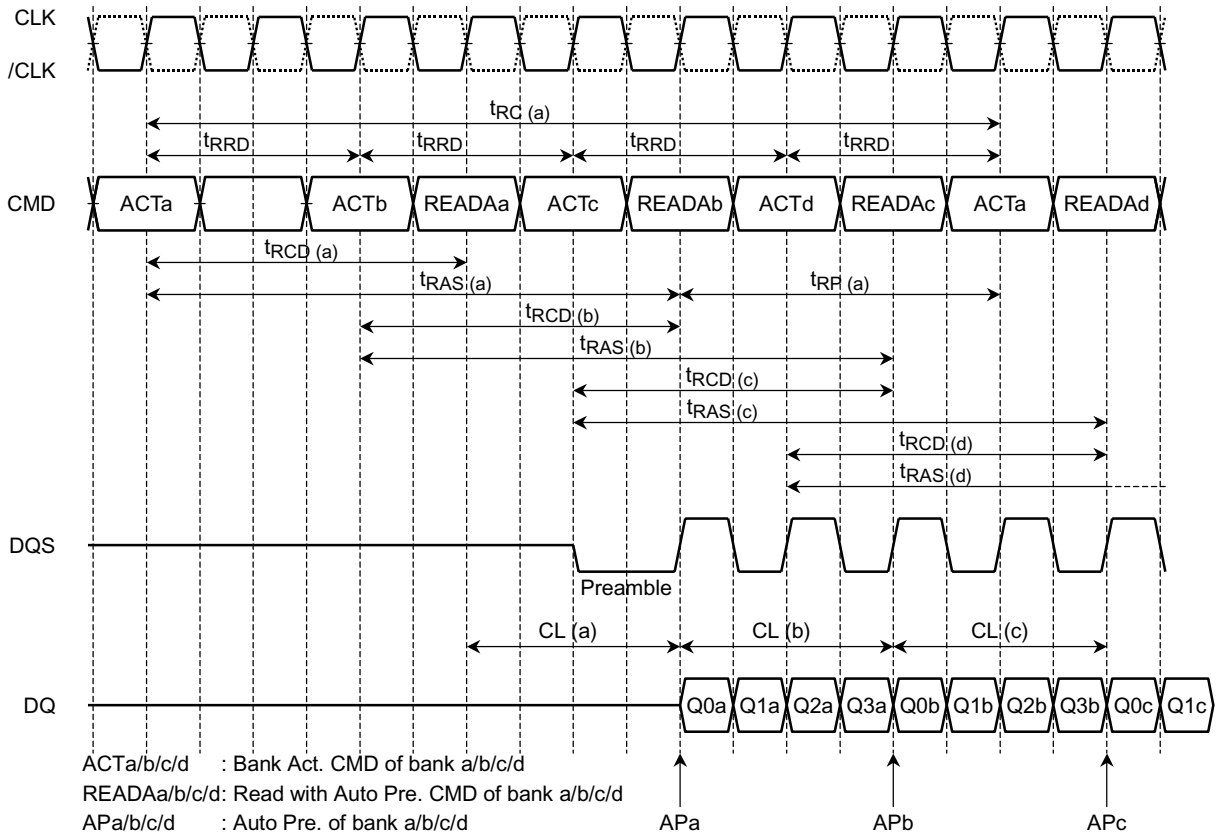 CLK
/CLK
tRC (a)
tRRD tRRD tRRD tRRD
CMD ACTa ACTb READAa ACTc READAb ACTd READAc ACTa READAd
tRCD (a)
tRAS (a) tRP (a)
tRCD (b)
tRAS (b)
tRCD (c)
tRAS (c)
tRCD (d)
tRAS (d)
DQS
Preamble
CL (a) CL (b) CL (c)
DQ Q0a Q1a Q2a Q3a Q0b Q1b Q2b Q3b Q0c Q1c
ACTa/b/c/d : Bank Act. CMD of bank a/b/c/d
READAa/b/c/d: Read with Auto Pre. CMD of bank a/b/c/d
APa/b/c/d : Auto Pre. of bank a/b/c/d APa APb APc